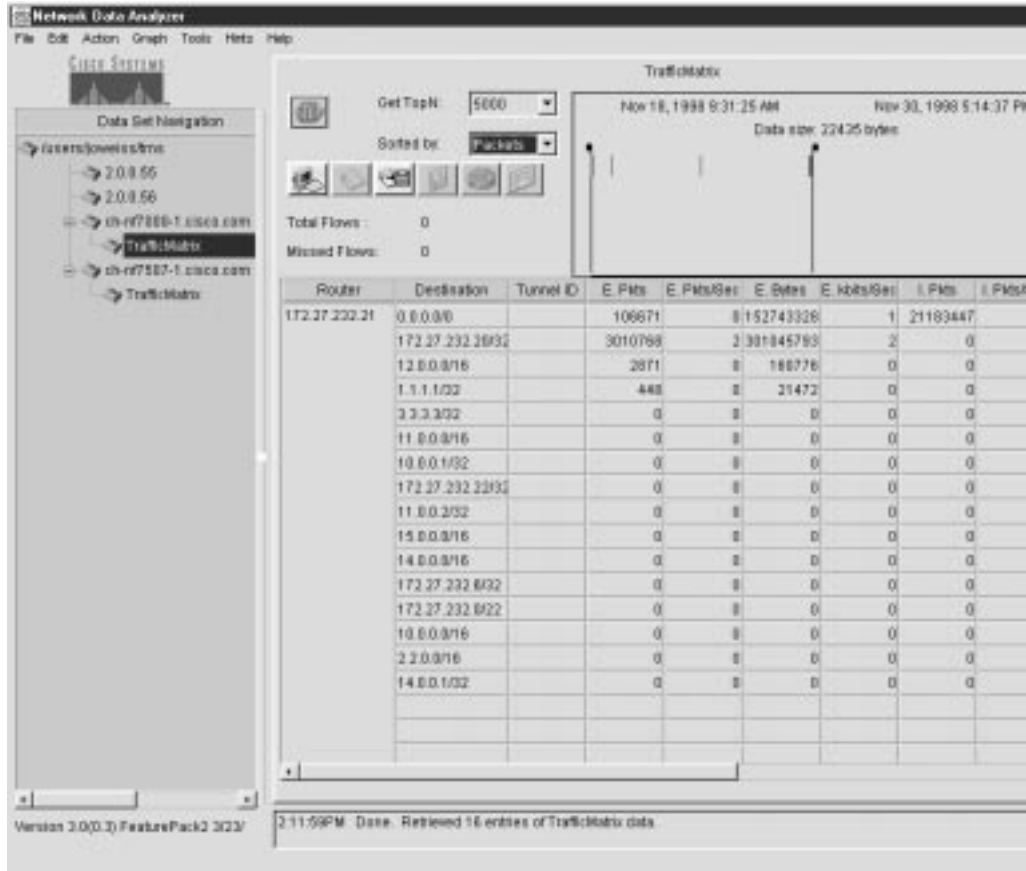 Network Data Analyzer
File Edit Action Graph Tools Hints Help
CISCO SYSTEMS
Data Set Navigation
/users/joweiss/tms
2.0.0.55
2.0.0.56
ch-nf7000-1.cisco.com
TrafficMatrix
ch-nf7507-1.cisco.com
TrafficMatrix
Version 3.0(0.3) FeaturePack2 3/23/
TrafficMatrix
Get TopN: 5000
Sorted by: Packets
Total Flows : 0
Missed Flows: 0
Nov 18, 1998 9:31:25 AM Nov 30, 1998 5:14:37 PM
Data size: 22435 bytes
Router Destination Tunnel ID E. Pkts E. Pkts/Sec E. Bytes E. kbits/Sec I. Pkts I. Pkts/
172.27.232.21 0.0.0.0/0 106671 0 152743328 1 21183447
172.27.232.20/32 3010768 2 301045793 2 0
12.0.0.0/16 2871 0 160776 0 0
1.1.1.1/32 448 0 21472 0 0
3.3.3.3/32 0 0 0 0 0
11.0.0.0/16 0 0 0 0 0
10.0.0.1/32 0 0 0 0 0
172.27.232.22/32 0 0 0 0 0
11.0.0.2/32 0 0 0 0 0
15.0.0.0/16 0 0 0 0 0
14.0.0.0/16 0 0 0 0 0
172.27.232.6/32 0 0 0 0 0
172.27.232.0/22 0 0 0 0 0
10.0.0.0/16 0 0 0 0 0
2.2.0.0/16 0 0 0 0 0
14.0.0.1/32 0 0 0 0 0
2:11:59PM Done. Retrieved 16 entries of TrafficMatrix data.